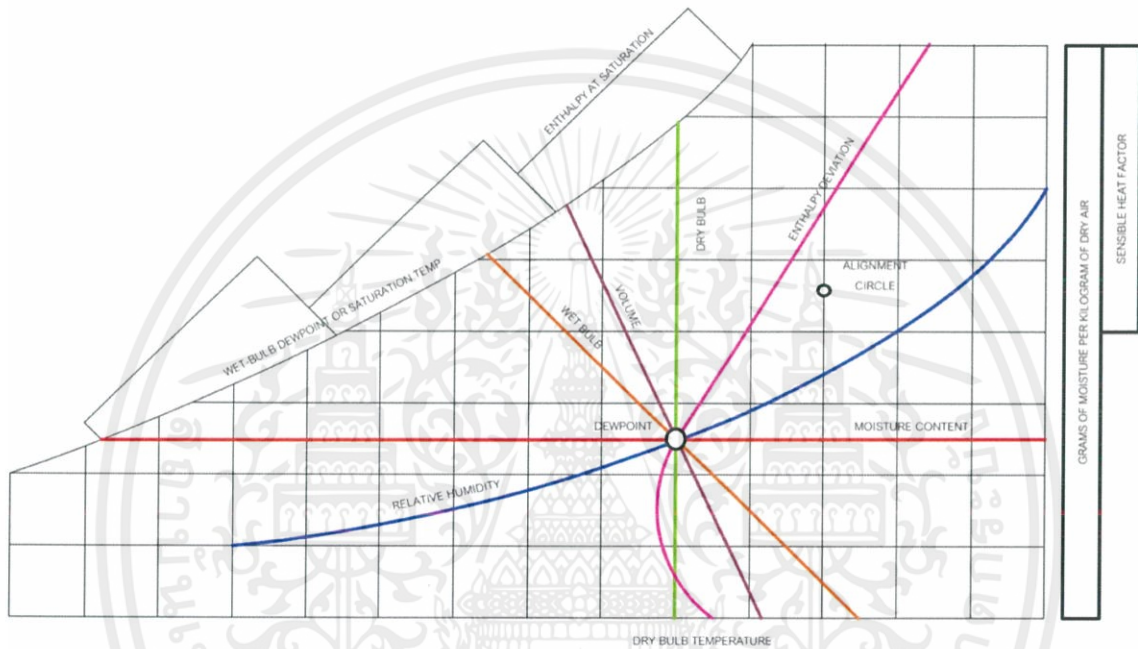 ENTHALPY AT SATURATION
WET-BULB DEWPOINT OR SATURATION TEMP
DRY BULB
ENTHALPY DEVIATION
VOLUME
WET BULB
ALIGNMENT
CIRCLE
DEWPOINT
MOISTURE CONTENT
RELATIVE HUMIDITY
DRY BULB TEMPERATURE
GRAMS OF MOISTURE PER KILOGRAM OF DRY AIR
SENSIBLE HEAT FACTOR